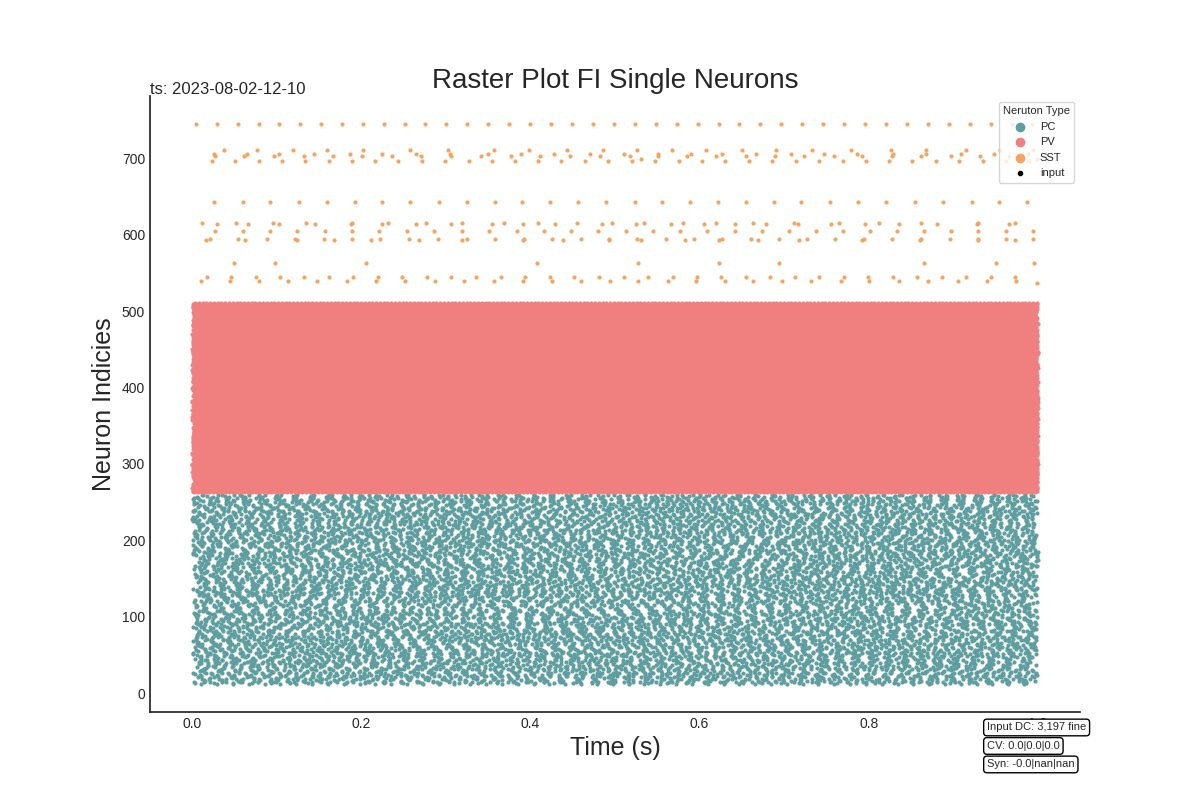 Raster Plot FI Single Neurons
ts: 2023-08-02-12-10
Neruton Type
PC
PV
SST
input
700
600
500
400
300
200
100
0
Neuron Indicies
0.0 0.2 0.4 0.6 0.8
Time (s)
Input DC: 3,197 fine
CV: 0.0|0.0|0.0
Syn: -0.0|nan|nan